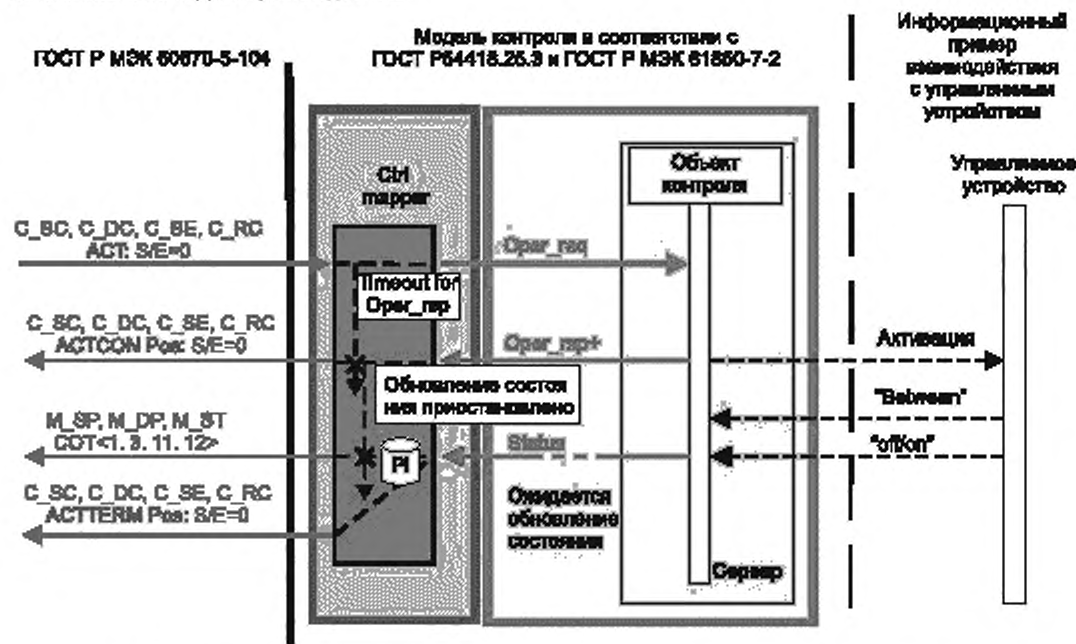 ГОСТ Р МЭК 60870-5-104
Модель контроля в соответствии с
ГОСТ Р54418.25.3 и ГОСТ Р МЭК 61850-7-2
Информационный
пример
взаимодействия
с управляемым
устройством
Ctrl
mapper
Объект
контроля
Управляемое
устройство
C_SC, C_DC, C_SE, C_RC
ACT: S/E=0
Oper_req
Timeout for
Oper_rsp
C_SC, C_DC, C_SE, C_RC
ACTCON Pos: S/E=0
Oper_rsp+
Активация
Обновление состоя
ния приостановлено
"Between"
M_SP, M_DP, M_ST
COT<1. 3. 11. 12>
Status
"off/on"
PI
C_SC, C_DC, C_SE, C_RC
ACTTERM Pos: S/E=0
Ожидается
обновление
состояния
Сервер